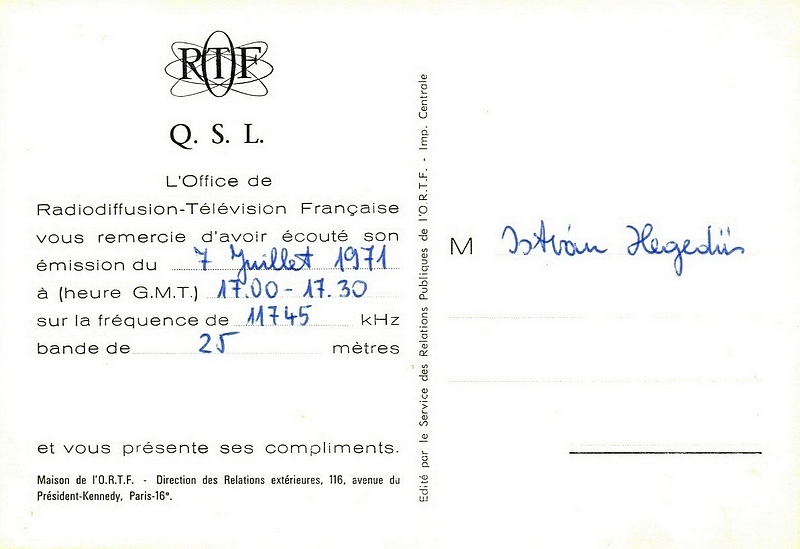 RTF
Q. S. L.
L'Office de
Radiodiffusion-Télévision Française
vous remercie d'avoir écouté son
émission du 7 Juillet 1971
à (heure G.M.T.) 17.00 - 17.30
sur la fréquence de 11745 kHz
bande de 25 mètres
et vous présente ses compliments.
Maison de l'O.R.T.F. - Direction des Relations extérieures, 116, avenue du
Président-Kennedy, Paris-16e.
Edité par le Service des Relations Publiques de l'O.R.T.F. - Imp. Centrale
M István Hegedüs